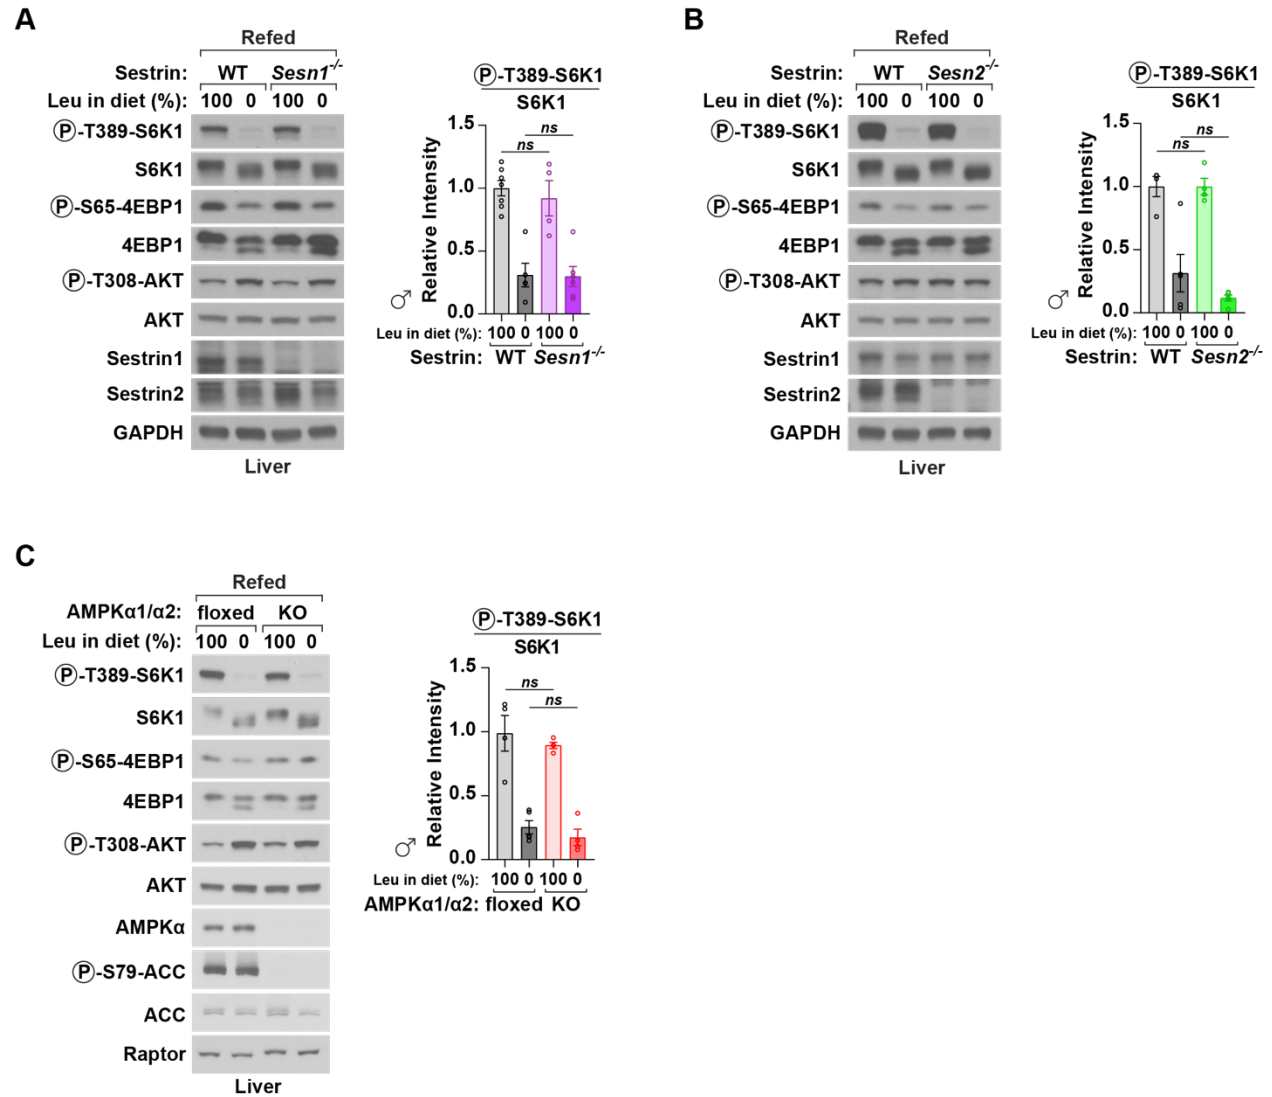 A
Refed
Sestrin: WT Sesn1-/-
Leu in diet (%): 100 0 100 0
Ⓟ-T389-S6K1
S6K1
Ⓟ-S65-4EBP1
4EBP1
Ⓟ-T308-AKT
AKT
Sestrin1
Sestrin2
GAPDH
Liver
Ⓟ-T389-S6K1
S6K1
Relative Intensity
1.5
1.0
0.5
0.0
ns
ns
♂
Leu in diet (%): 100 0 100 0
Sestrin: WT Sesn1-/-
B
Refed
Sestrin: WT Sesn2-/-
Leu in diet (%): 100 0 100 0
Ⓟ-T389-S6K1
S6K1
Ⓟ-S65-4EBP1
4EBP1
Ⓟ-T308-AKT
AKT
Sestrin1
Sestrin2
GAPDH
Liver
Ⓟ-T389-S6K1
S6K1
Relative Intensity
1.5
1.0
0.5
0.0
ns
ns
♂
Leu in diet (%): 100 0 100 0
Sestrin: WT Sesn2-/-
C
Refed
AMPKα1/α2: floxed KO
Leu in diet (%): 100 0 100 0
Ⓟ-T389-S6K1
S6K1
Ⓟ-S65-4EBP1
4EBP1
Ⓟ-T308-AKT
AKT
AMPKα
Ⓟ-S79-ACC
ACC
Raptor
Liver
Ⓟ-T389-S6K1
S6K1
Relative Intensity
1.5
1.0
0.5
0.0
ns
ns
♂
Leu in diet (%): 100 0 100 0
AMPKα1/α2: floxed KO